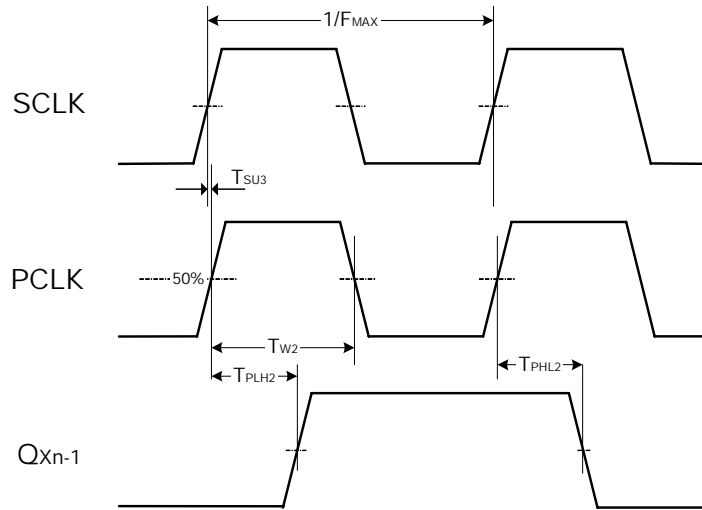 1/FMAX
SCLK
TSU3
PCLK
50%
TW2
TPLH2
TPHL2
QXn-1